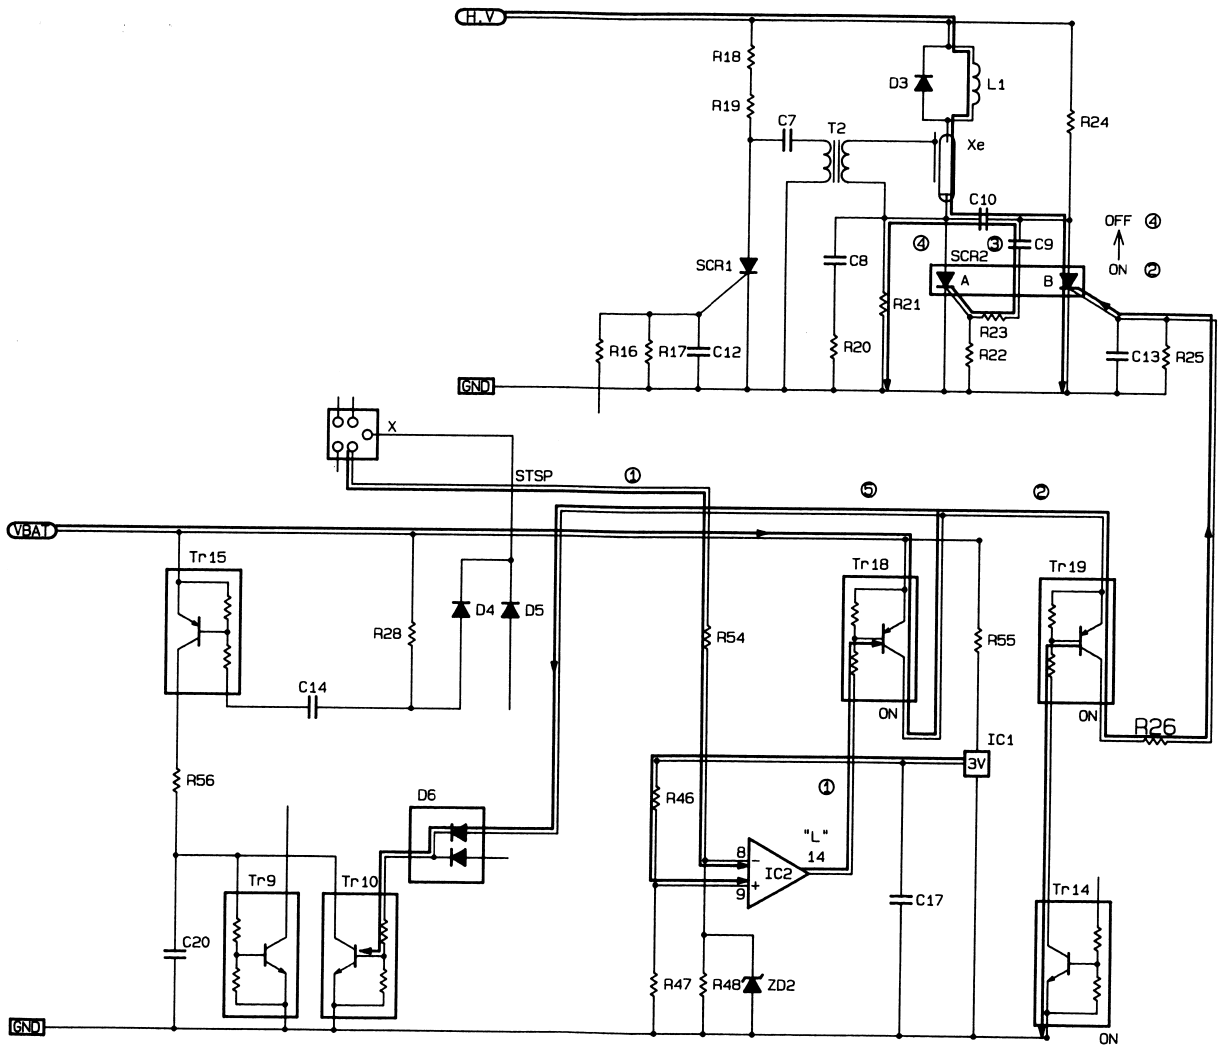 H.V
R18
D3
L1
R19
C7
T2
R24
Xe
C10
OFF ④
④
③
C9
SCR2
SCR1
C8
A
B
ON ②
R21
R23
R16
R17
C12
R20
R22
C13
R25
GND
X
STSP
①
⑤
②
VBAT
Tr15
Tr18
Tr19
D4
D5
R28
R54
R55
C14
ON
ON
R26
IC1
3V
R56
D6
R46
①
"L"
8
14
-
IC2
+
9
Tr9
Tr10
Tr14
C17
C20
R47
R48
ZD2
GND
ON